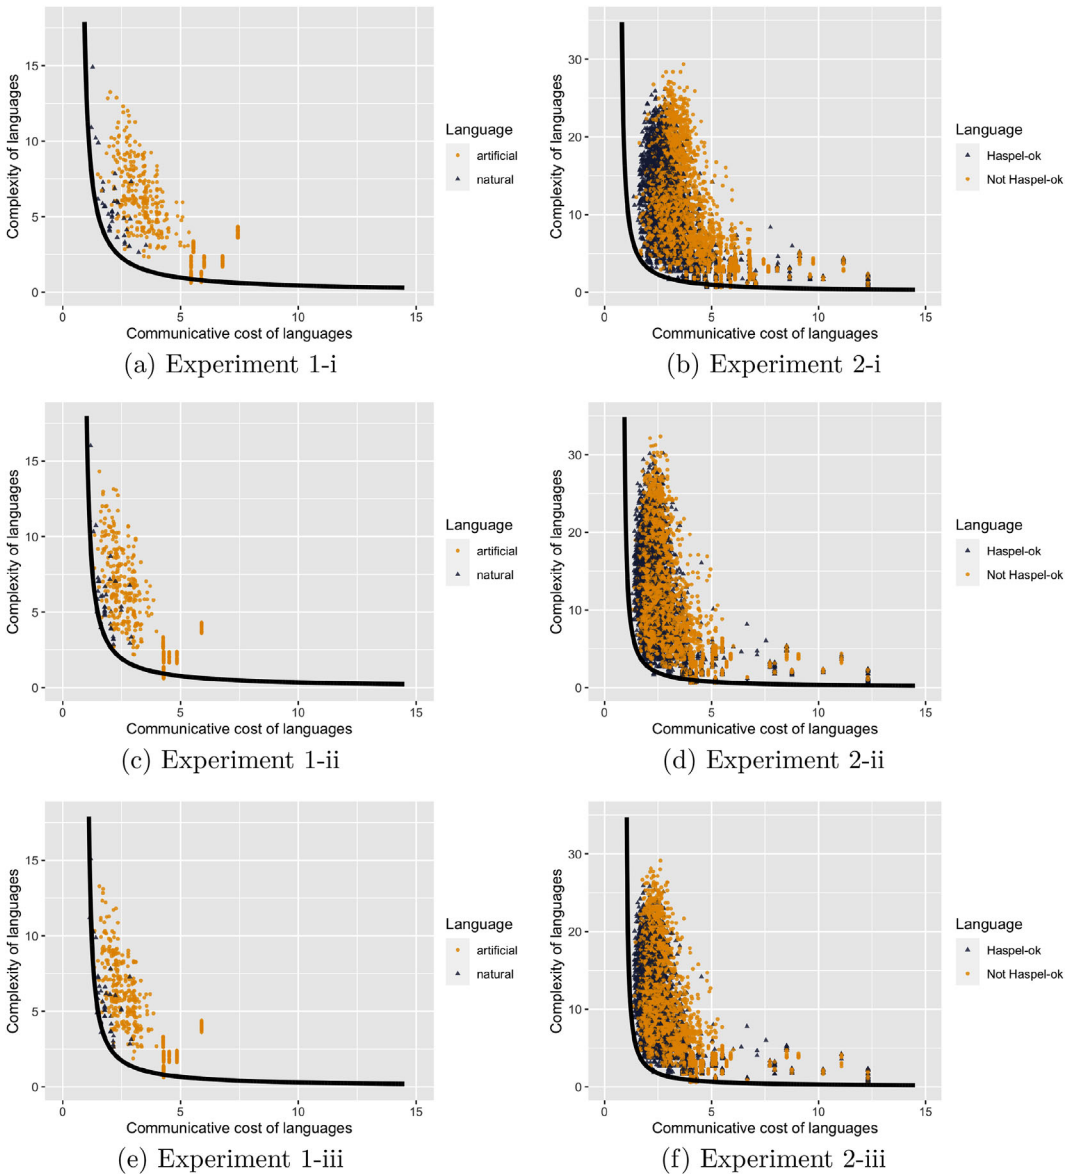 15
10
5
0
Complexity of languages
0
5
10
15
Communicative cost of languages
Language
artificial
natural
(a) Experiment 1-i
30
20
10
0
Complexity of languages
0
5
10
15
Communicative cost of languages
Language
Haspel-ok
Not Haspel-ok
(b) Experiment 2-i
15
10
5
0
Complexity of languages
0
5
10
15
Communicative cost of languages
Language
artificial
natural
(c) Experiment 1-ii
30
20
10
0
Complexity of languages
0
5
10
15
Communicative cost of languages
Language
Haspel-ok
Not Haspel-ok
(d) Experiment 2-ii
15
10
5
0
Complexity of languages
0
5
10
15
Communicative cost of languages
Language
artificial
natural
(e) Experiment 1-iii
30
20
10
0
Complexity of languages
0
5
10
15
Communicative cost of languages
Language
Haspel-ok
Not Haspel-ok
(f) Experiment 2-iii